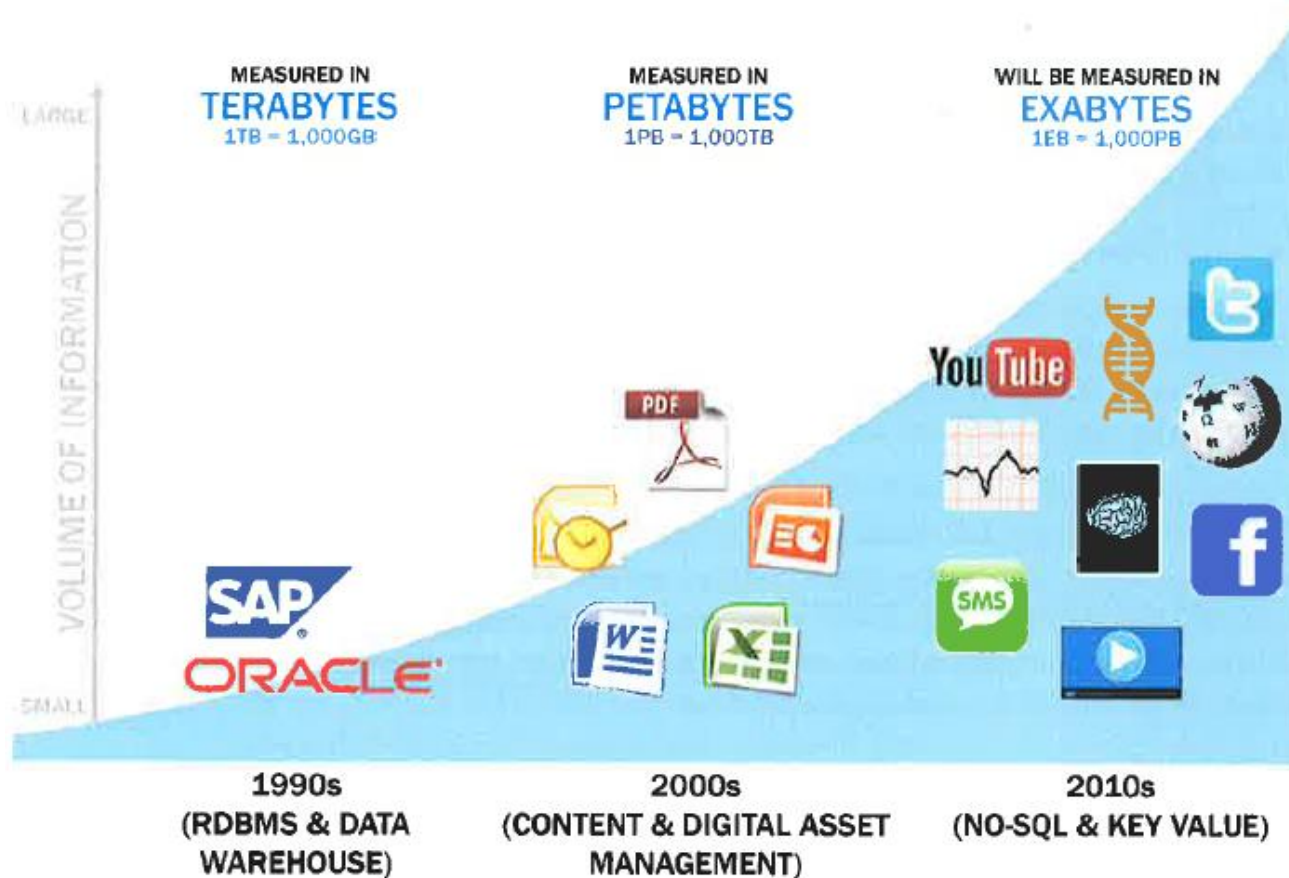 MEASURED IN
TERABYTES
1TB = 1,000GB
MEASURED IN
PETABYTES
1PB = 1,000TB
WILL BE MEASURED IN
EXABYTES
1EB = 1,000PB
LARGE
VOLUME OF INFORMATION
SMALL
SAP®
ORACLE
PDF
W
X
YouTube
t
Ω
W
SMS
f
1990s
(RDBMS & DATA
WAREHOUSE)
2000s
(CONTENT & DIGITAL ASSET
MANAGEMENT)
2010s
(NO-SQL & KEY VALUE)